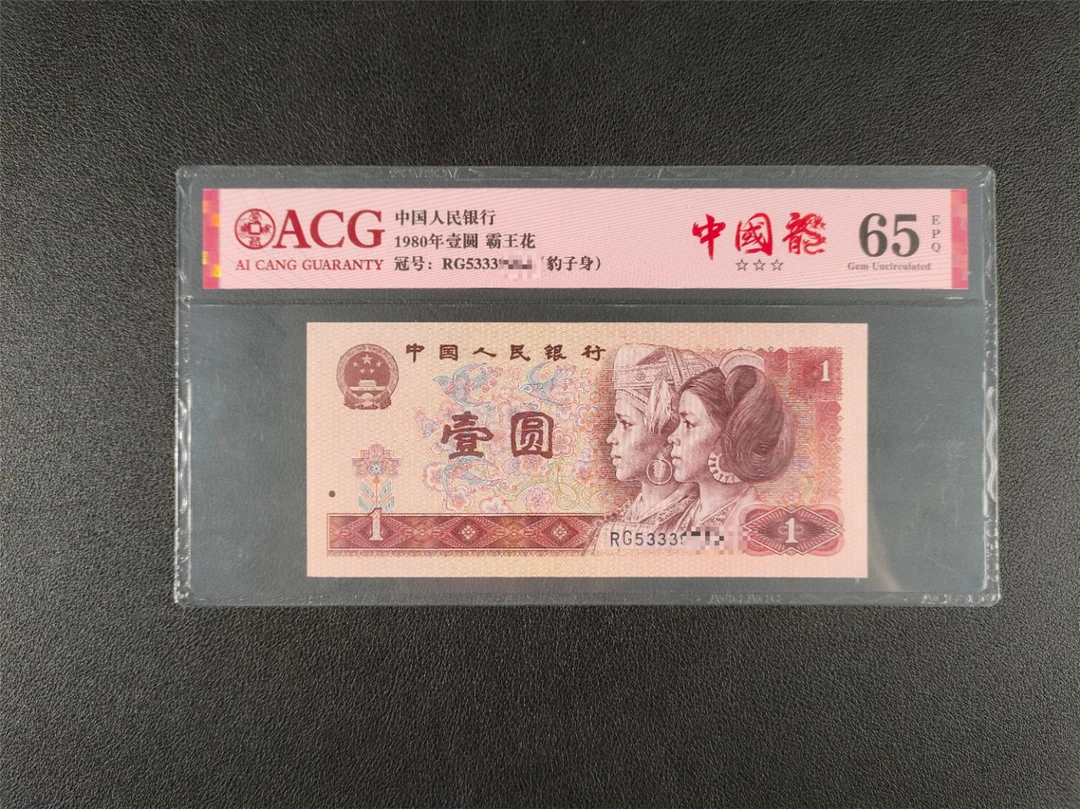 ACG
AI CANG GUARANTY
中国人民银行
1980年壹圆 霸王花
冠号：RG5333 (豹子身)
中國龍
☆☆☆
65
EPQ
Gem Uncirculated
中国人民银行
1
壹圆
1
RG5333
1